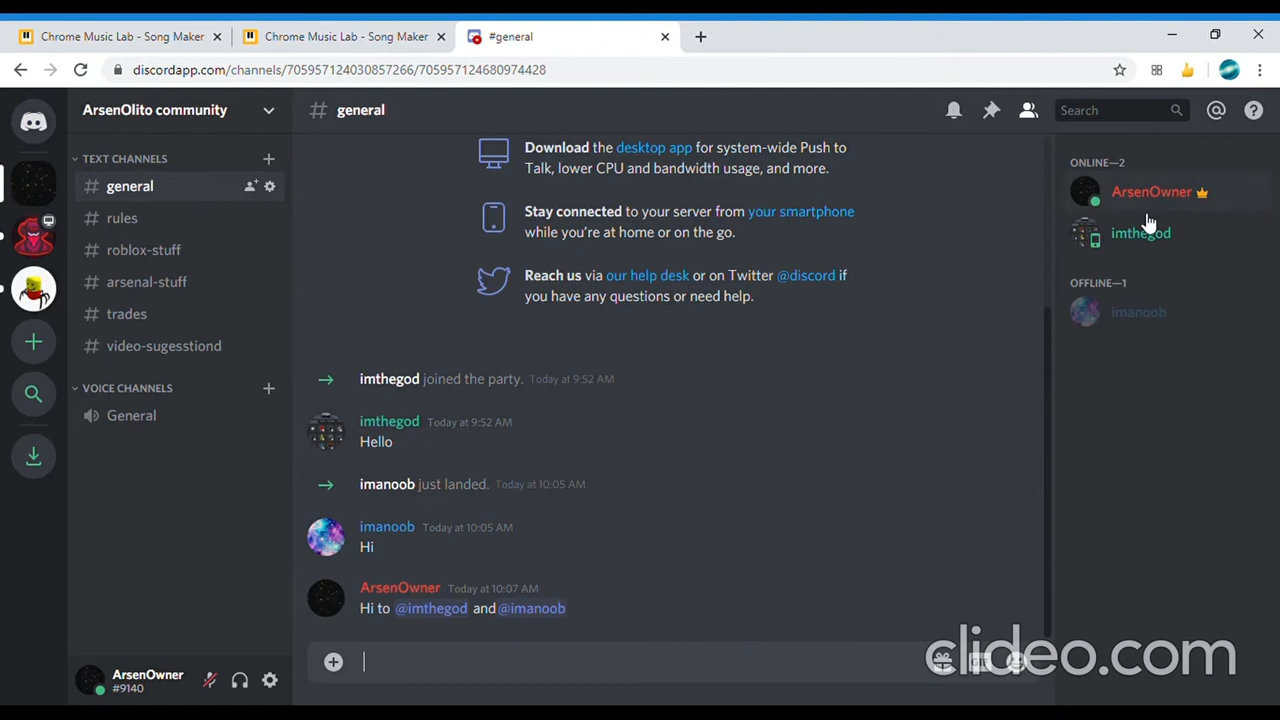 Chrome Music Lab - Song Maker
Chrome Music Lab - Song Maker
#general
discordapp.com/channels/705957124030857266/705957124680974428
ArsenOlito community
general
Search
TEXT CHANNELS
general
rules
roblox-stuff
arsenal-stuff
trades
video-sugesstiond
VOICE CHANNELS
General
ArsenOwner
#9140
Download the desktop app for system-wide Push to
Talk, lower CPU and bandwidth usage, and more.
Stay connected to your server from your smartphone
while you're at home or on the go.
Reach us via our help desk or on Twitter @discord if
you have any questions or need help.
imthegod joined the party. Today at 9:52 AM
imthegod Today at 9:52 AM
Hello
imanoob just landed. Today at 10:05 AM
imanoob Today at 10:05 AM
Hi
ArsenOwner Today at 10:07 AM
Hi to @imthegod and @imanoob
GIF
ONLINE—2
ArsenOwner
imthegod
OFFLINE—1
imanoob
clideo.com